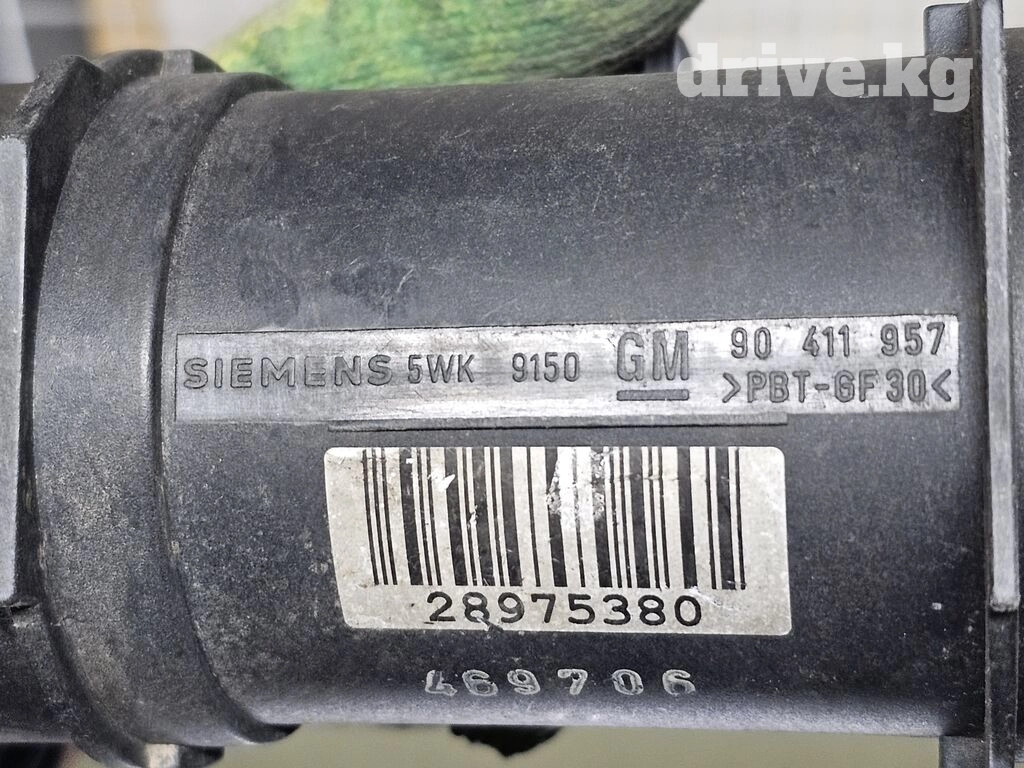 drive.kg
SIEMENS 5WK 9150 GM 90 411 957
>PBT-GF30<
28975380
469706